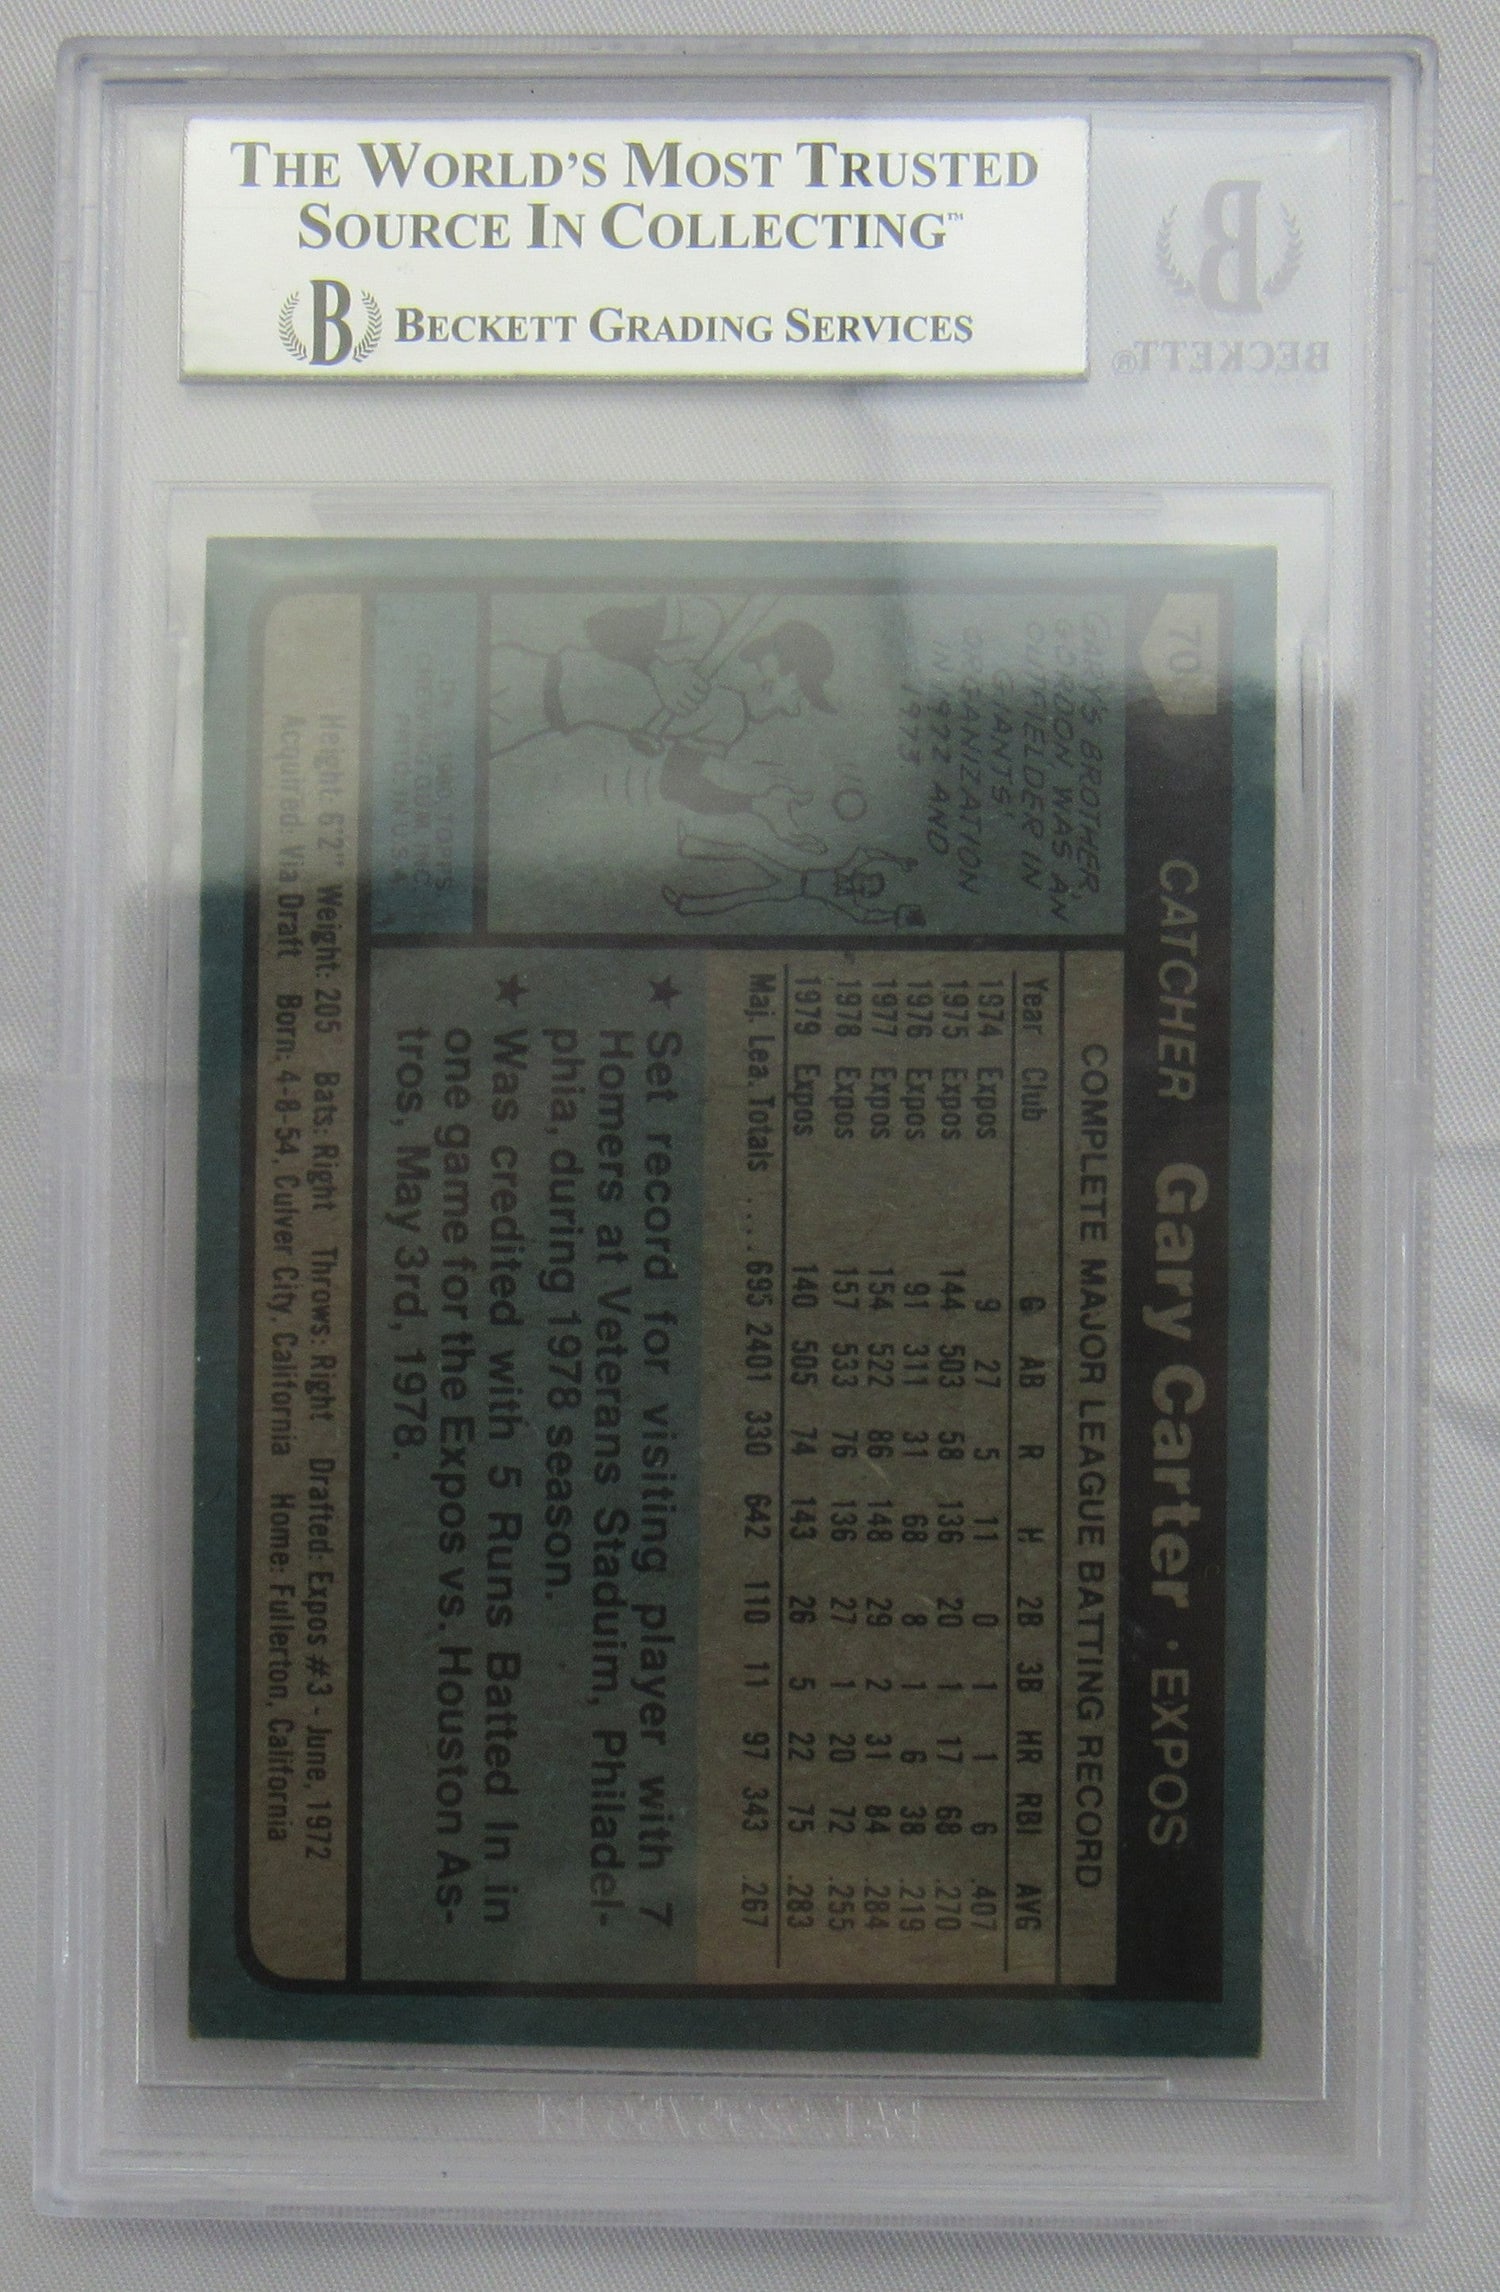 THE WORLD'S MOST TRUSTED
SOURCE IN COLLECTING™
B BECKETT GRADING SERVICES
B
BECKETT®
CATCHER Gary Carter · EXPOS
COMPLETE MAJOR LEAGUE BATTING RECORD
Year Club G AB R H 2B 3B HR RBI AVG
1974 Expos 9 27 5 11 0 1 1 6 .407
1975 Expos 144 503 58 136 20 1 17 68 .270
1976 Expos 91 311 31 68 8 1 6 38 .219
1977 Expos 154 522 86 148 29 2 31 84 .284
1978 Expos 157 533 76 136 27 1 20 72 .255
1979 Expos 140 505 74 143 26 5 22 75 .283
Maj. Lea. Totals .... 695 2401 330 642 110 11 97 343 .267
★ Set record for visiting player with 7
Homers at Veterans Staduim, Philadel-
phia, during 1978 season.
★ Was credited with 5 Runs Batted In in
one game for the Expos vs. Houston As-
tros, May 3rd, 1978.
GARY'S BROTHER,
GORDON WAS AN
OUTFIELDER IN
GIANTS'
ORGANIZATION
IN 1972 AND
1973.
1980 TOPPS
CHEWING GUM, INC.
PRTD. IN U.S.A.
Height: 6'2" Weight: 205 Bats: Right Throws: Right Drafted: Expos #3 - June, 1972
Acquired: Via Draft Born: 4-8-54, Culver City, California Home: Fullerton, California